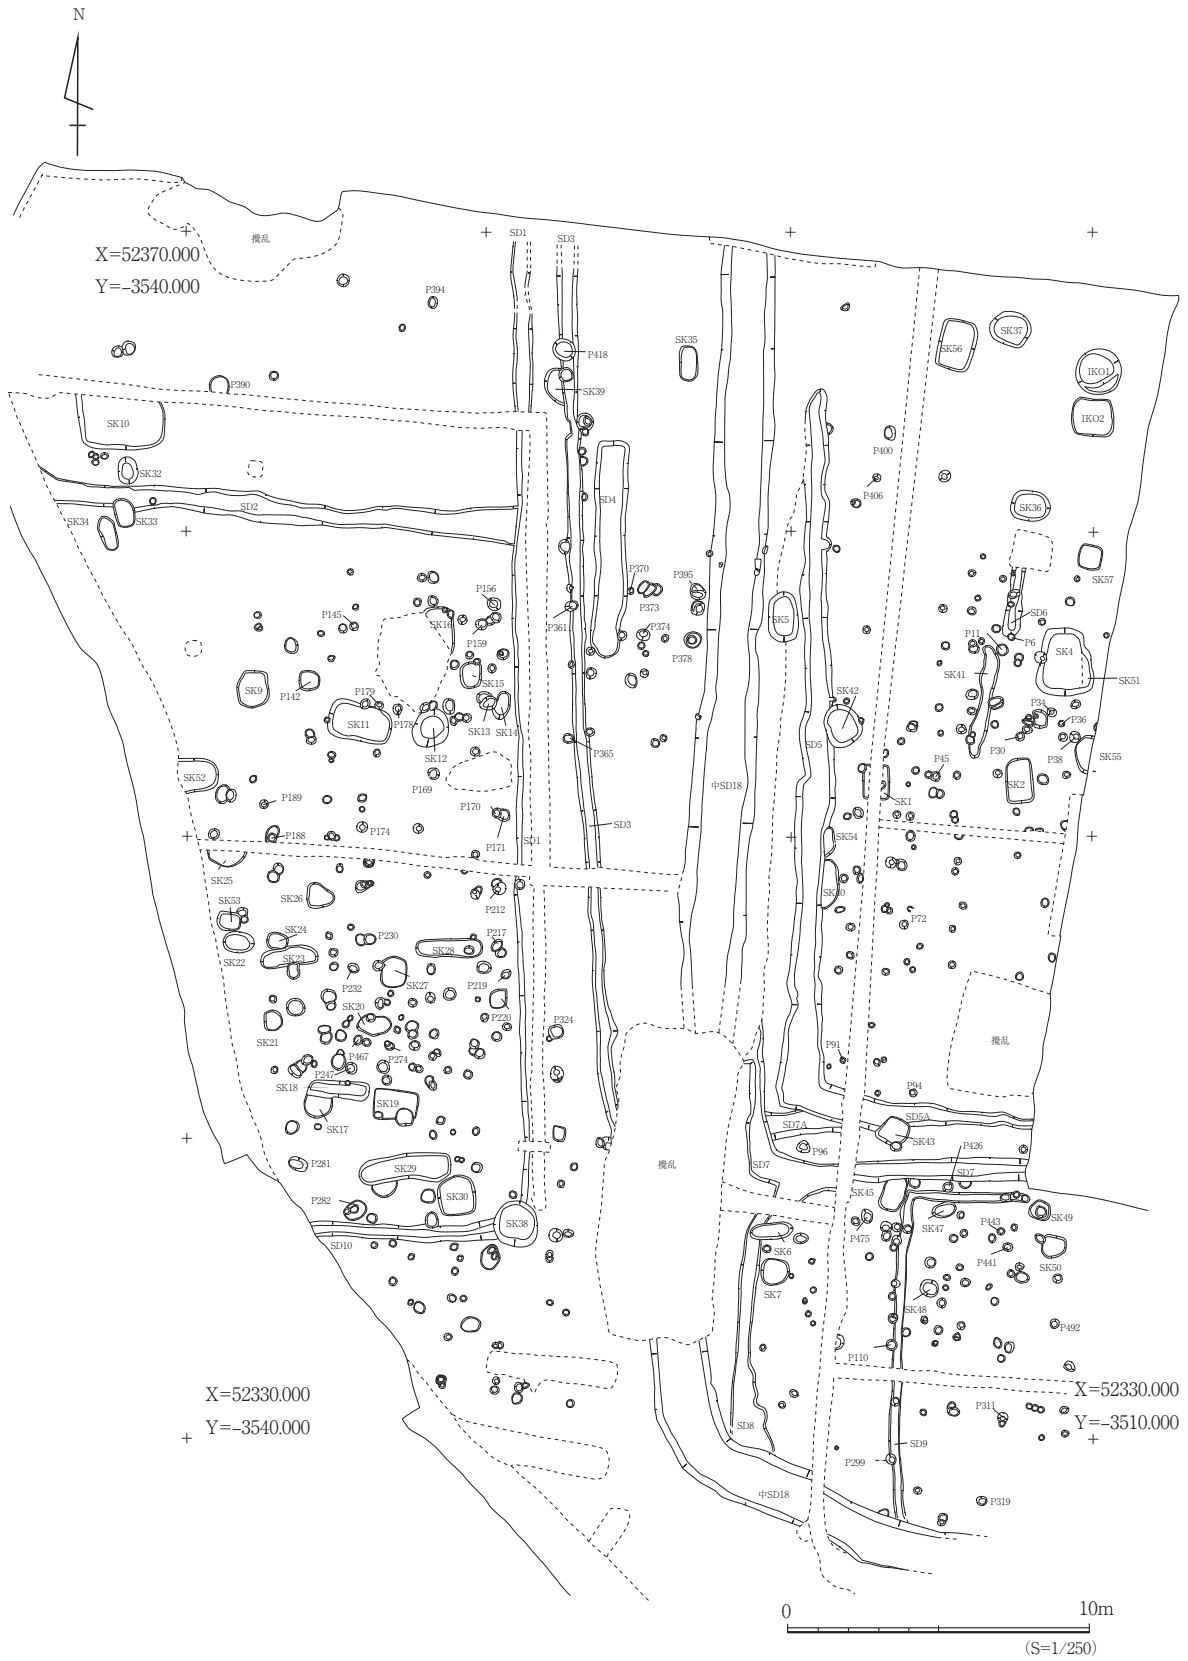 N
攪乱
SD1
SD3
X=52370.000
Y=-3540.000
P394
SK37
SK56
SK35
P418
IKO1
P390
SK39
IKO2
SK10
P400
SK32
P406
SD2
SD4
SK36
SK34
SK33
SK57
P370
P395
P156
P373
SK5
SD6
P145
SK16
P361
P374
P11
P6
P159
P378
SK4
SK41
SK15
SK51
SK9
P142
P179
SK42
P34
SK11
P178
SK13
SK14
P36
SK12
P365
SD5
P30
P38
SK55
SK52
P45
P169
中SD18
SK2
P189
SK1
P170
P188
P174
SD3
P171
SD1
SK54
SK25
SK26
P212
SK53
SK24
P230
P217
P72
SK22
SK23
SK28
P232
SK27
P219
SK20
P220
P324
SK21
攪乱
P467
P274
P91
P247
SK18
P94
SK19
SD5A
SK17
SD7A
SK43
P96
P426
P281
SK29
攪乱
SD7
SD7
P282
SK30
SK45
SK38
SK47
SK49
P443
SD10
P475
SK6
P441
SK50
SK7
SK48
P492
P110
X=52330.000
Y=-3540.000
X=52330.000
Y=-3510.000
P311
SD8
SD9
P299
中SD18
P319
0
10m
(S=1/250)